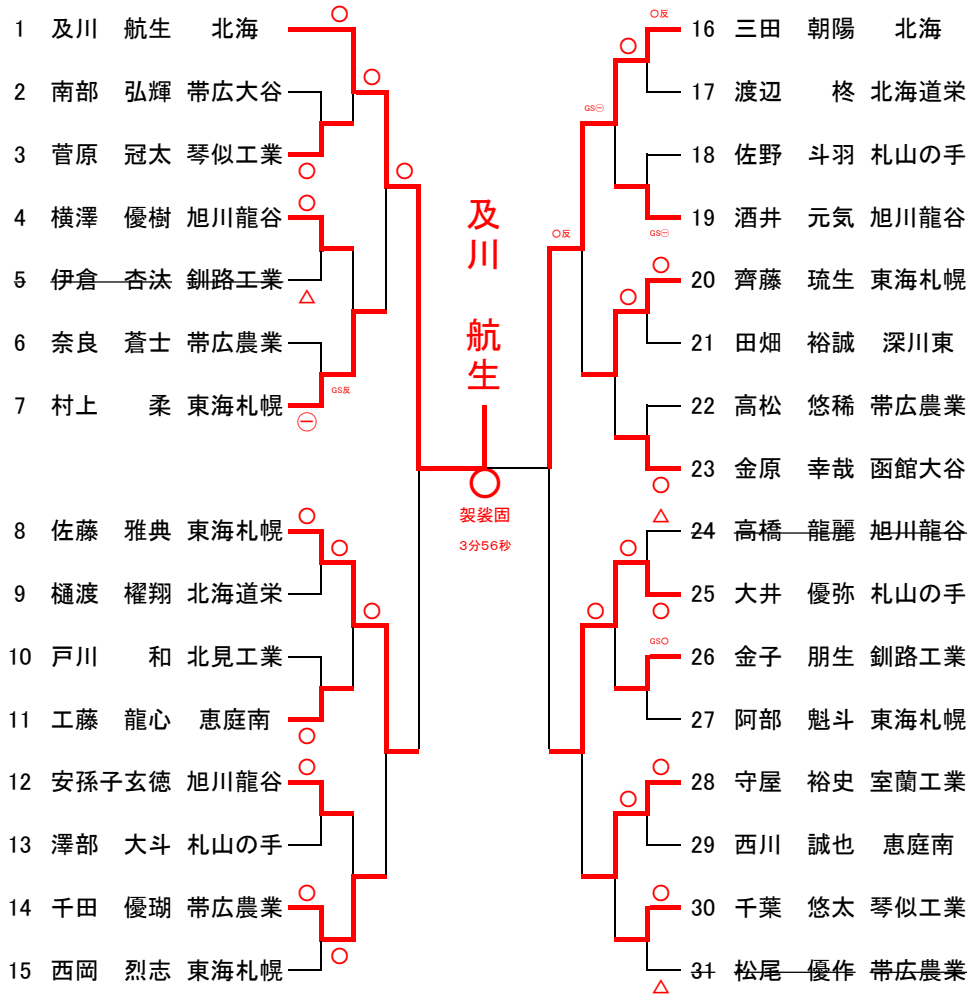 1 及川 航生 北海
2 南部 弘輝 帯広大谷
3 菅原 冠太 琴似工業
4 横澤 優樹 旭川龍谷
5 伊倉 杏汰 釧路工業
6 奈良 蒼士 帯広農業
7 村上 柔 東海札幌
8 佐藤 雅典 東海札幌
9 樋渡 櫂翔 北海道栄
10 戸川 和 北見工業
11 工藤 龍心 恵庭南
12 安孫子玄徳 旭川龍谷
13 澤部 大斗 札山の手
14 千田 優瑚 帯広農業
15 西岡 烈志 東海札幌
○
○
○
○
○
△
GS反
㊀
○
○
○
○
○
○
○
及川 航生
○
袈裟固
3分56秒
○反
○
GS㊀
○反
GS㊀
○
○
○
△
○
○
○
GS○
○
○
○
△
16 三田 朝陽 北海
17 渡辺 柊 北海道栄
18 佐野 斗羽 札山の手
19 酒井 元気 旭川龍谷
20 齊藤 琉生 東海札幌
21 田畑 裕誠 深川東
22 高松 悠稀 帯広農業
23 金原 幸哉 函館大谷
24 高橋 龍麗 旭川龍谷
25 大井 優弥 札山の手
26 金子 朋生 釧路工業
27 阿部 魁斗 東海札幌
28 守屋 裕史 室蘭工業
29 西川 誠也 恵庭南
30 千葉 悠太 琴似工業
31 松尾 優作 帯広農業